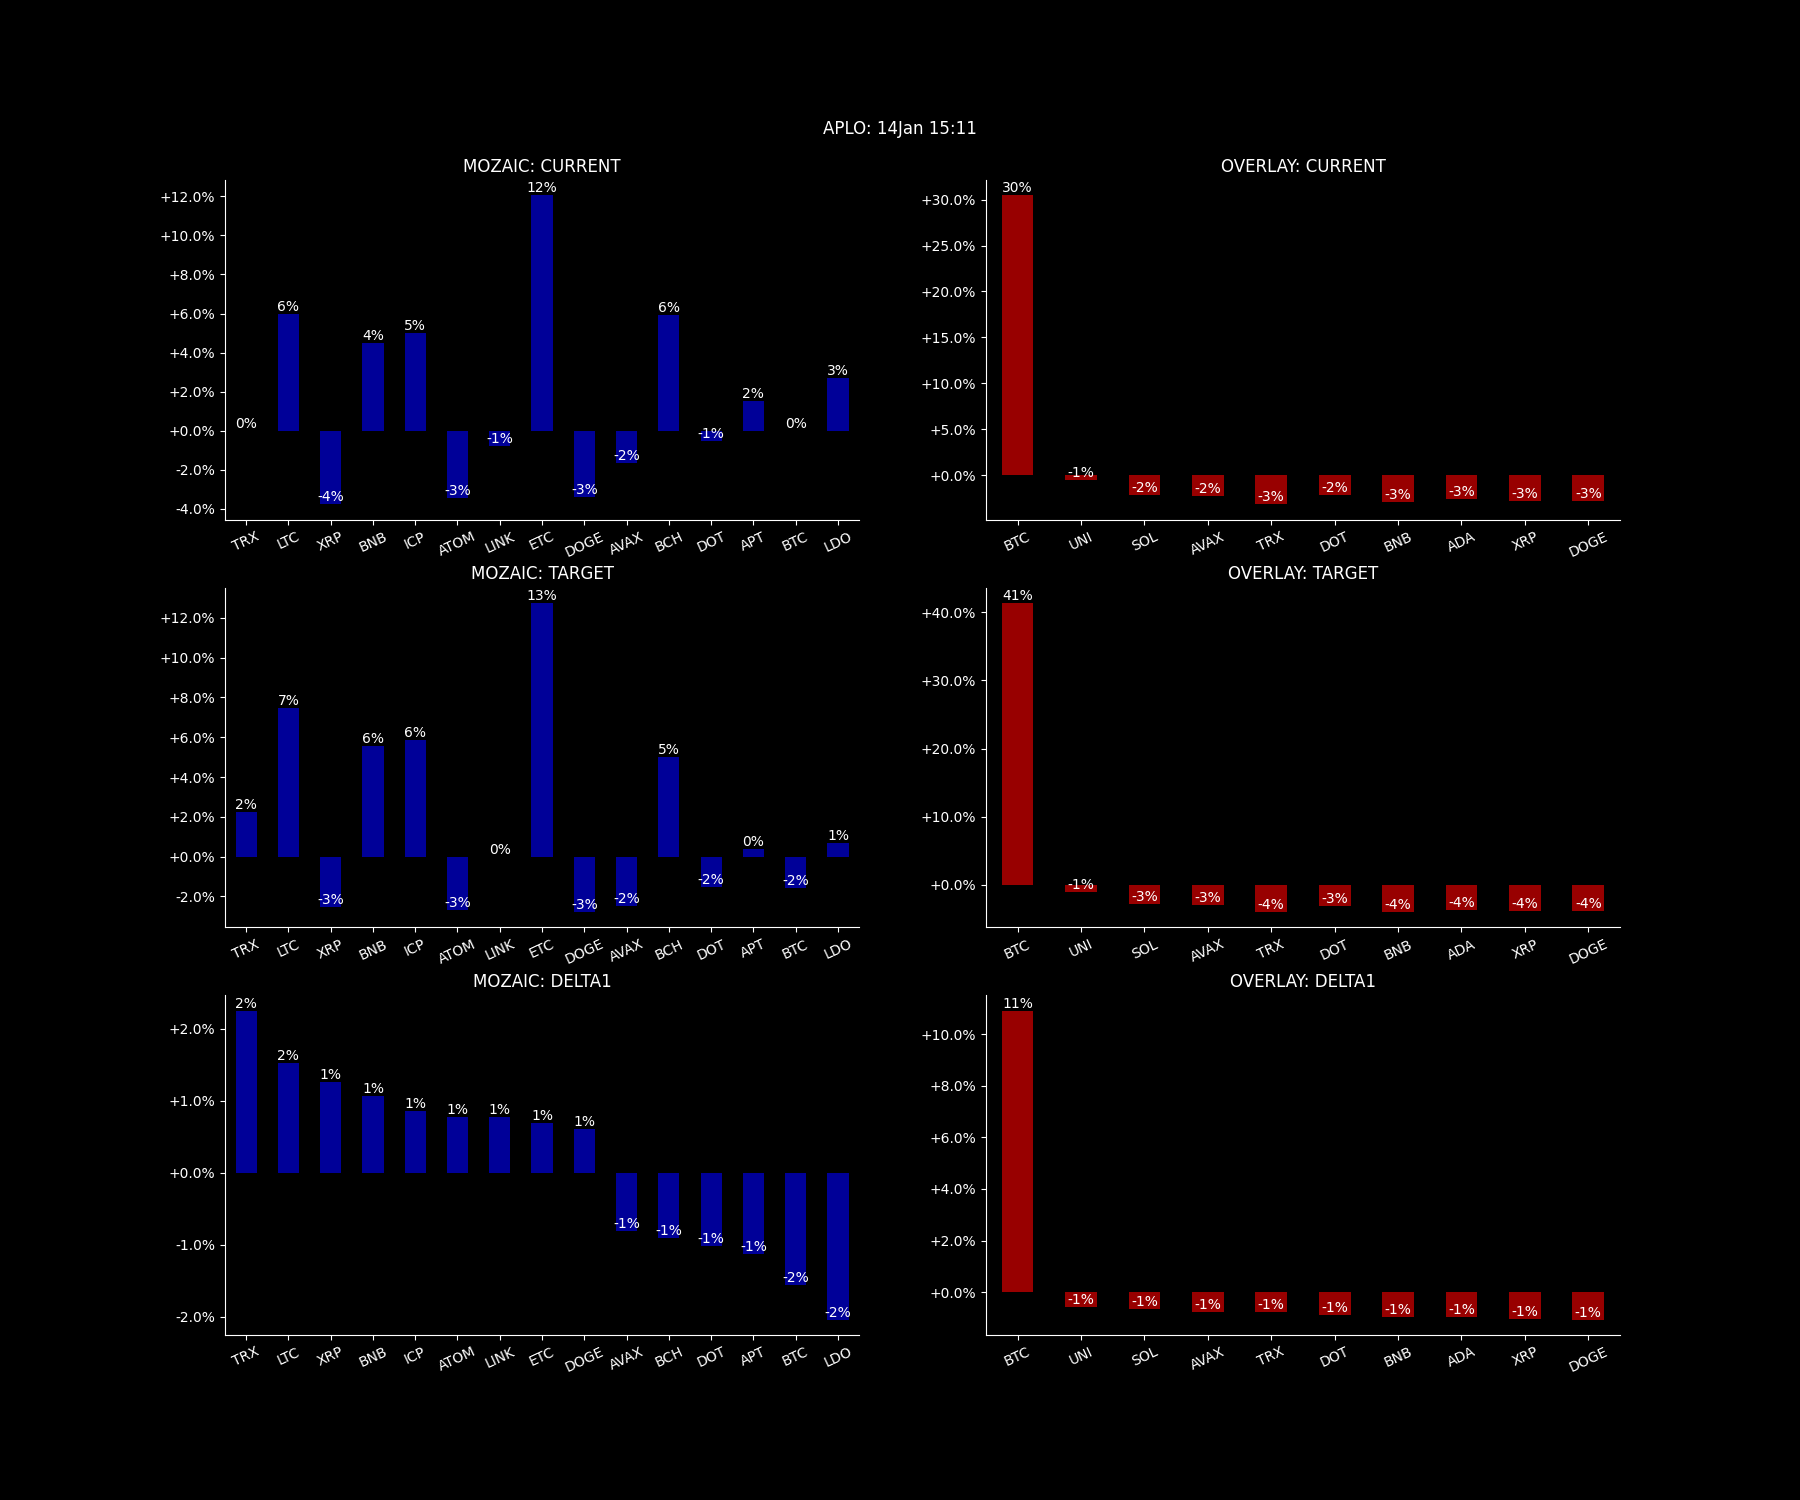 APLO: 14Jan 15:11
MOZAIC: CURRENT
+12.0%
+10.0%
+8.0%
+6.0%
+4.0%
+2.0%
+0.0%
-2.0%
-4.0%
0% 6% -4% 4% 5% -3% -1% 12% -3% -2% 6% -1% 2% 0% 3%
TRX LTC XRP BNB ICP ATOM LINK ETC DOGE AVAX BCH DOT APT BTC LDO
OVERLAY: CURRENT
+30.0%
+25.0%
+20.0%
+15.0%
+10.0%
+5.0%
+0.0%
30% -1% -2% -2% -3% -2% -3% -3% -3% -3%
BTC UNI SOL AVAX TRX DOT BNB ADA XRP DOGE
MOZAIC: TARGET
+12.0%
+10.0%
+8.0%
+6.0%
+4.0%
+2.0%
+0.0%
-2.0%
2% 7% -3% 6% 6% -3% 0% 13% -3% -2% 5% -2% 0% -2% 1%
TRX LTC XRP BNB ICP ATOM LINK ETC DOGE AVAX BCH DOT APT BTC LDO
OVERLAY: TARGET
+40.0%
+30.0%
+20.0%
+10.0%
+0.0%
41% -1% -3% -3% -4% -3% -4% -4% -4% -4%
BTC UNI SOL AVAX TRX DOT BNB ADA XRP DOGE
MOZAIC: DELTA1
+2.0%
+1.0%
+0.0%
-1.0%
-2.0%
2% 2% 1% 1% 1% 1% 1% 1% 1% -1% -1% -1% -1% -2% -2%
TRX LTC XRP BNB ICP ATOM LINK ETC DOGE AVAX BCH DOT APT BTC LDO
OVERLAY: DELTA1
+10.0%
+8.0%
+6.0%
+4.0%
+2.0%
+0.0%
11% -1% -1% -1% -1% -1% -1% -1% -1% -1%
BTC UNI SOL AVAX TRX DOT BNB ADA XRP DOGE